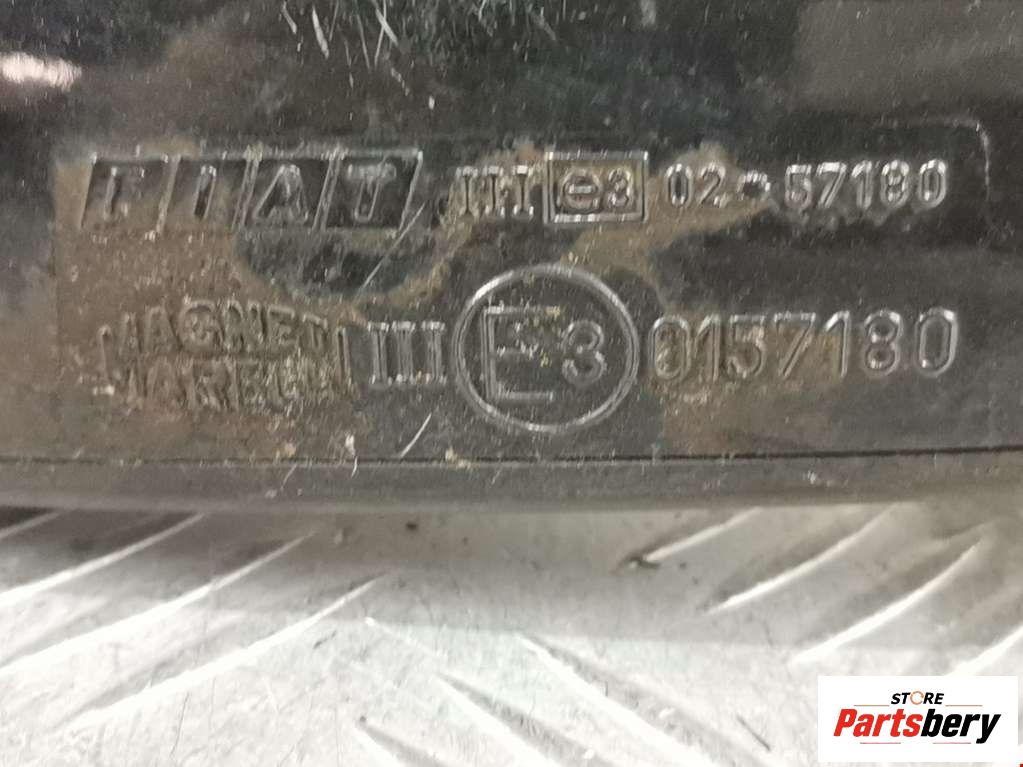 FIAT III e3 02*57180
MAGNETI
MARELLI III E3 0157180
STORE
Partsbery